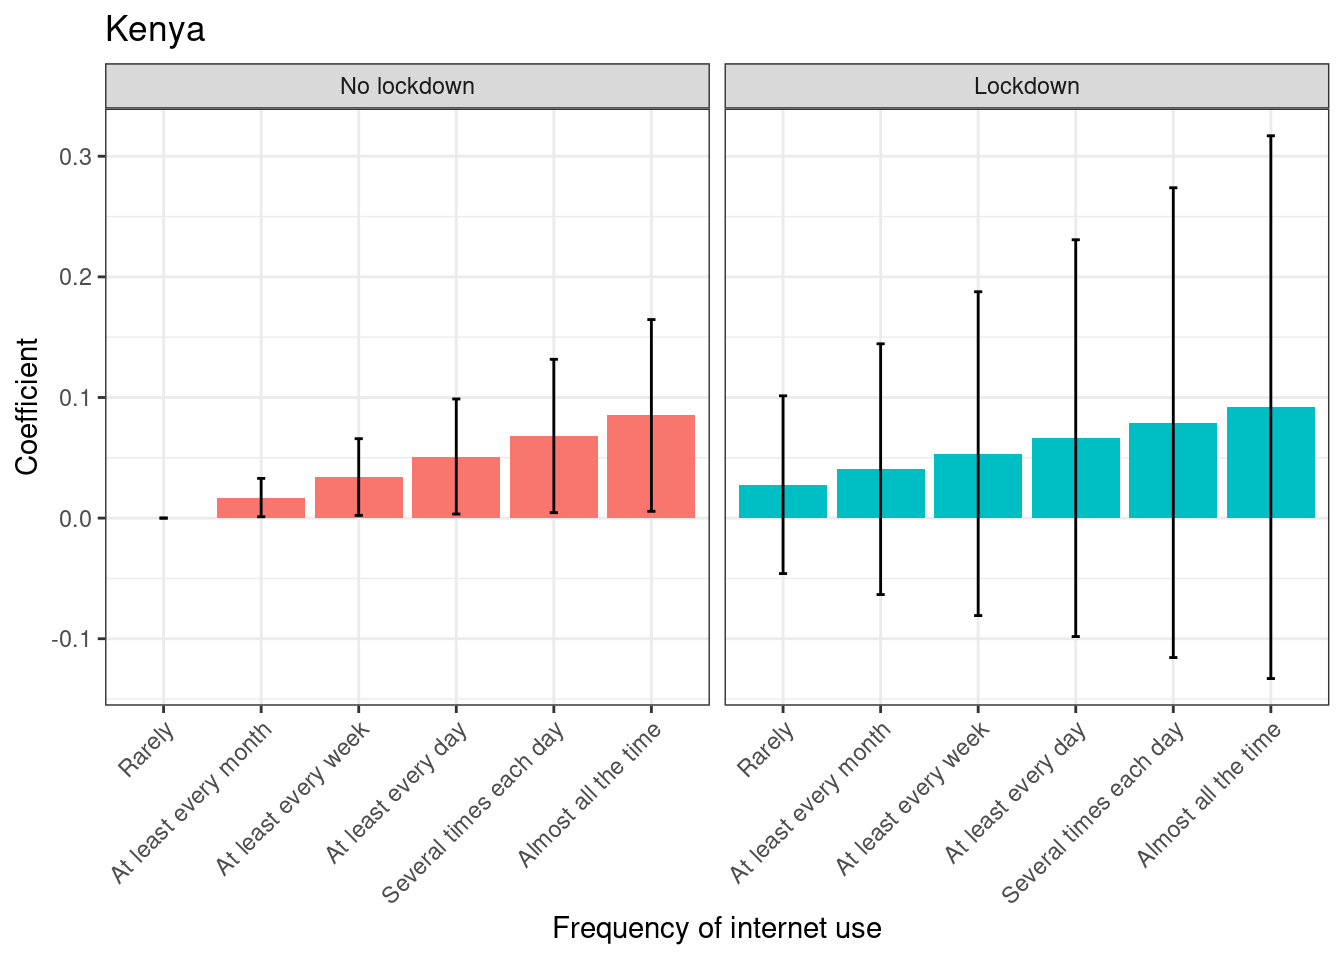 Kenya
No lockdown
Lockdown
Coefficient
0.3
0.2
0.1
0.0
-0.1
Rarely
At least every month
At least every week
At least every day
Several times each day
Almost all the time
Rarely
At least every month
At least every week
At least every day
Several times each day
Almost all the time
Frequency of internet use